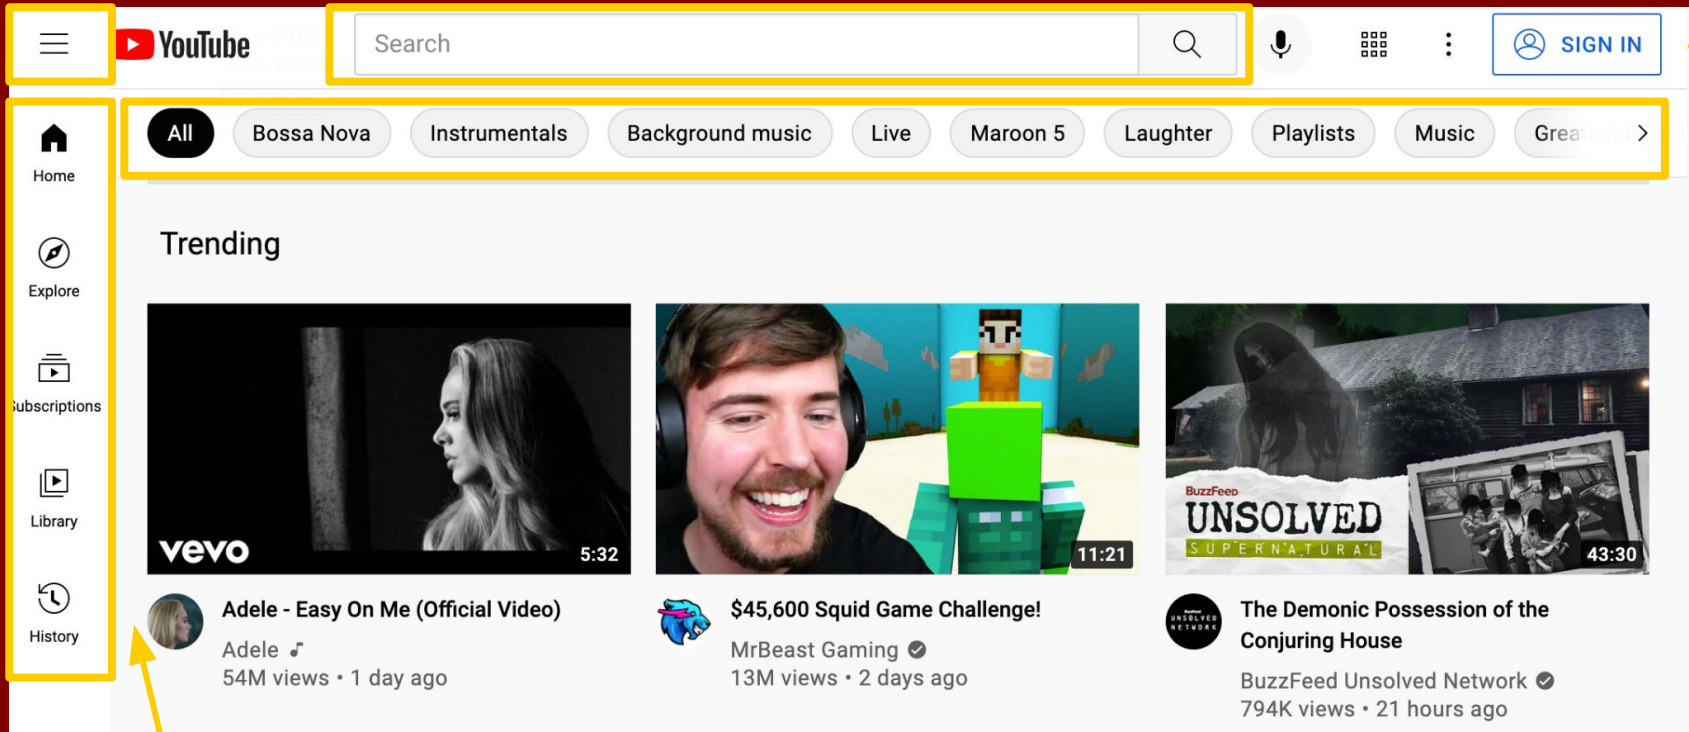 YouTube
Search
SIGN IN
All
Bossa Nova
Instrumentals
Background music
Live
Maroon 5
Laughter
Playlists
Music
Home
Explore
Subscriptions
Library
History
Trending
vevo
5:32
11:21
BuzzFeed
UNSOLVED
SUPERNATURAL
43:30
Adele - Easy On Me (Official Video)
Adele
54M views • 1 day ago
$45,600 Squid Game Challenge!
MrBeast Gaming
13M views • 2 days ago
UNSOLVED
NETWORK
The Demonic Possession of the
Conjuring House
BuzzFeed Unsolved Network
794K views • 21 hours ago